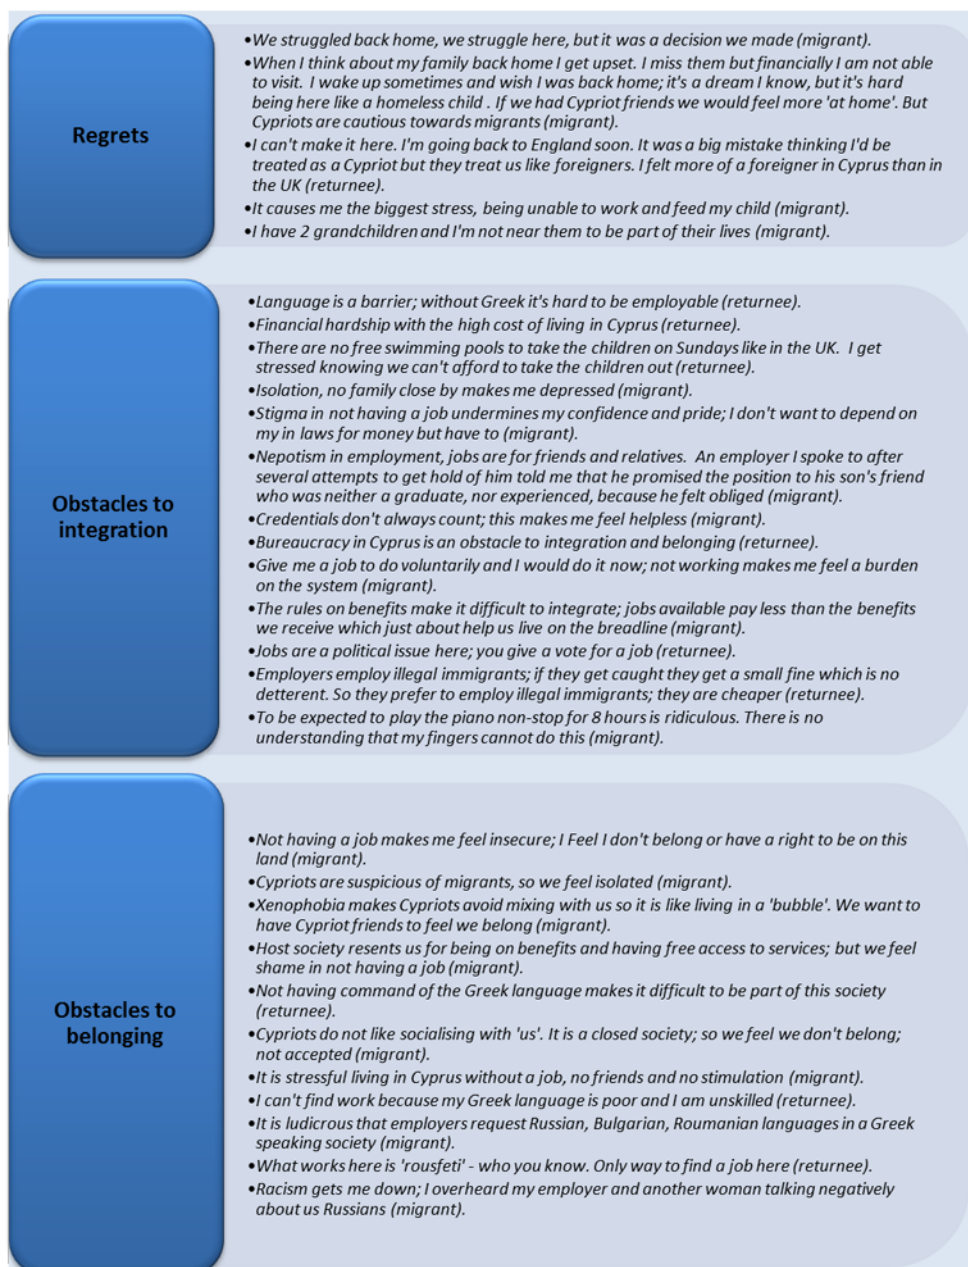 Regrets
•We struggled back home, we struggle here, but it was a decision we made (migrant).
•When I think about my family back home I get upset. I miss them but financially I am not able
to visit. I wake up sometimes and wish I was back home; it's a dream I know, but it's hard
being here like a homeless child . If we had Cypriot friends we would feel more 'at home'. But
Cypriots are cautious towards migrants (migrant).
•I can't make it here. I'm going back to England soon. It was a big mistake thinking I'd be
treated as a Cypriot but they treat us like foreigners. I felt more of a foreigner in Cyprus than in
the UK (returnee).
•It causes me the biggest stress, being unable to work and feed my child (migrant).
•I have 2 grandchildren and I'm not near them to be part of their lives (migrant).
Obstacles to
integration
•Language is a barrier; without Greek it's hard to be employable (returnee).
•Financial hardship with the high cost of living in Cyprus (returnee).
•There are no free swimming pools to take the children on Sundays like in the UK. I get
stressed knowing we can't afford to take the children out (returnee).
•Isolation, no family close by makes me depressed (migrant).
•Stigma in not having a job undermines my confidence and pride; I don't want to depend on
my in laws for money but have to (migrant).
•Nepotism in employment, jobs are for friends and relatives. An employer I spoke to after
several attempts to get hold of him told me that he promised the position to his son's friend
who was neither a graduate, nor experienced, because he felt obliged (migrant).
•Credentials don't always count; this makes me feel helpless (migrant).
•Bureaucracy in Cyprus is an obstacle to integration and belonging (returnee).
•Give me a job to do voluntarily and I would do it now; not working makes me feel a burden
on the system (migrant).
•The rules on benefits make it difficult to integrate; jobs available pay less than the benefits
we receive which just about help us live on the breadline (migrant).
•Jobs are a political issue here; you give a vote for a job (returnee).
•Employers employ illegal immigrants; if they get caught they get a small fine which is no
detterent. So they prefer to employ illegal immigrants; they are cheaper (returnee).
•To be expected to play the piano non-stop for 8 hours is ridiculous. There is no
understanding that my fingers cannot do this (migrant).
Obstacles to
belonging
•Not having a job makes me feel insecure; I Feel I don't belong or have a right to be on this
land (migrant).
•Cypriots are suspicious of migrants, so we feel isolated (migrant).
•Xenophobia makes Cypriots avoid mixing with us so it is like living in a 'bubble'. We want to
have Cypriot friends to feel we belong (migrant).
•Host society resents us for being on benefits and having free access to services; but we feel
shame in not having a job (migrant).
•Not having command of the Greek language makes it difficult to be part of this society
(returnee).
•Cypriots do not like socialising with 'us'. It is a closed society; so we feel we don't belong;
not accepted (migrant).
•It is stressful living in Cyprus without a job, no friends and no stimulation (migrant).
•I can't find work because my Greek language is poor and I am unskilled (returnee).
•It is ludicrous that employers request Russian, Bulgarian, Roumanian languages in a Greek
speaking society (migrant).
•What works here is 'rousfeti' - who you know. Only way to find a job here (returnee).
•Racism gets me down; I overheard my employer and another woman talking negatively
about us Russians (migrant).